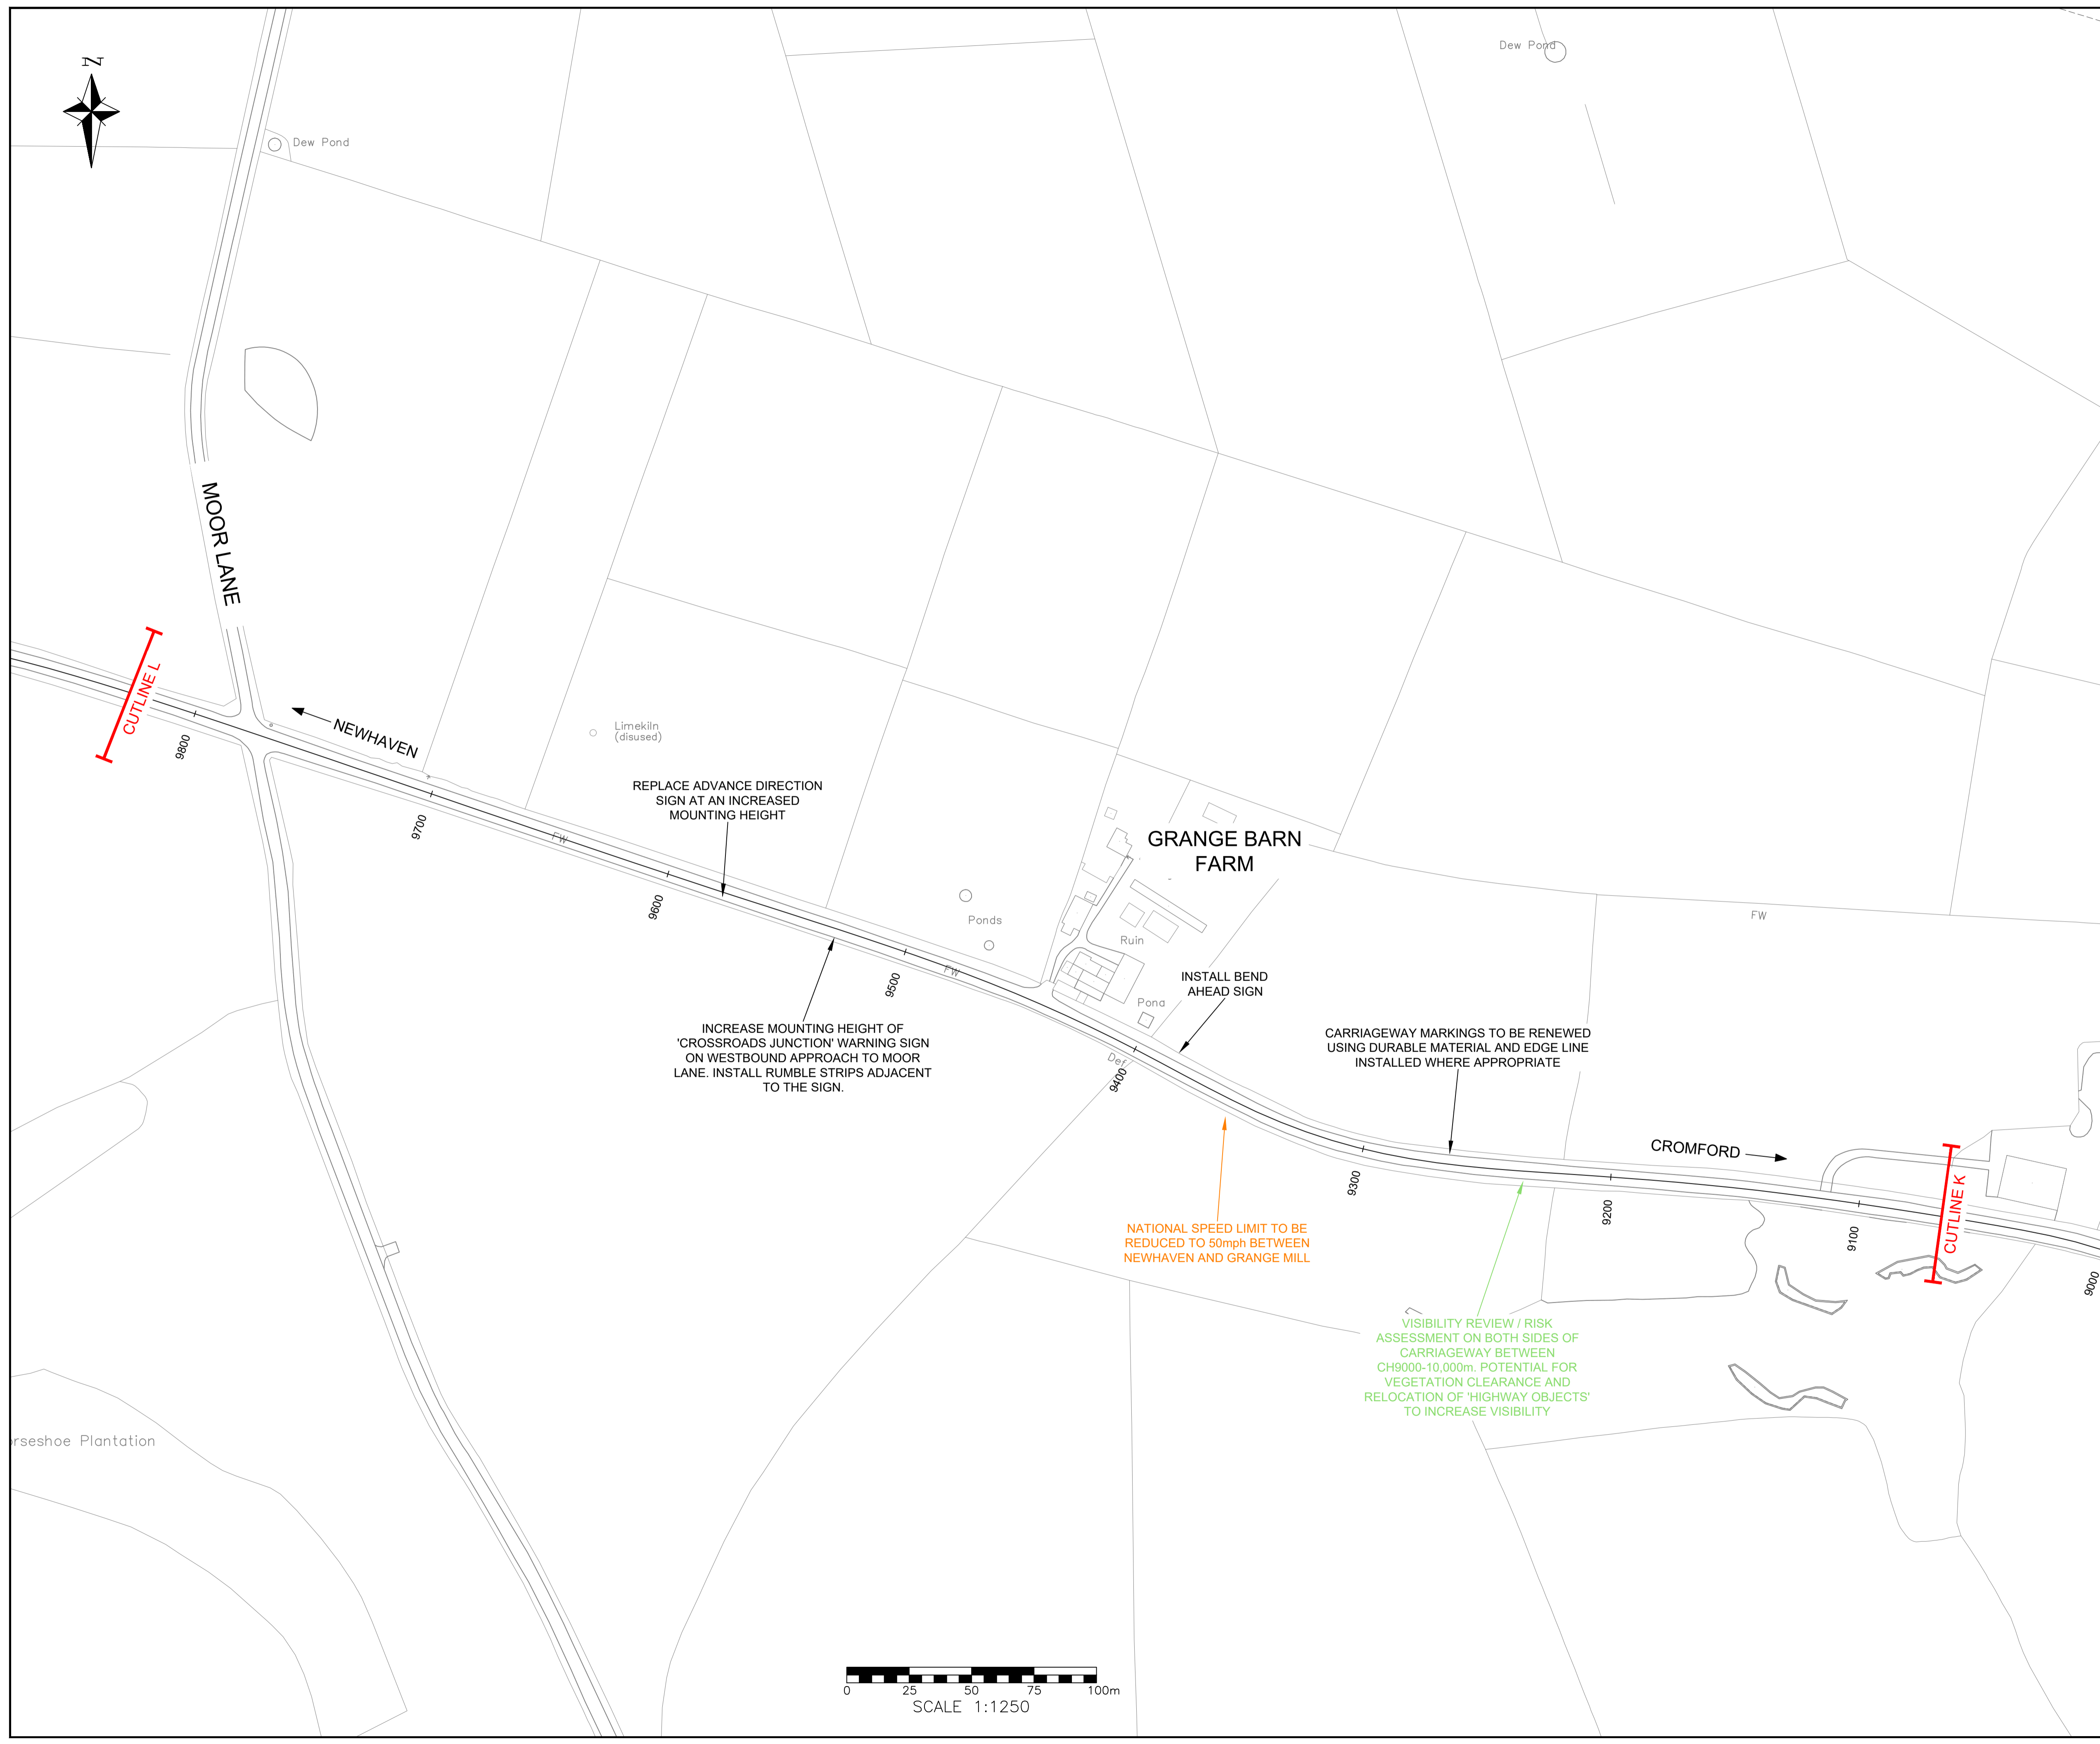 N
Dew Pond
Dew Pond
MOOR LANE
CUTLINE L
9800
NEWHAVEN
9700
Limekiln
(disused)
REPLACE ADVANCE DIRECTION
SIGN AT AN INCREASED
MOUNTING HEIGHT
FW
9600
GRANGE BARN
FARM
Ponds
Ruin
FW
9500
FW
INSTALL BEND
AHEAD SIGN
Pond
INCREASE MOUNTING HEIGHT OF
'CROSSROADS JUNCTION' WARNING SIGN
ON WESTBOUND APPROACH TO MOOR
LANE. INSTALL RUMBLE STRIPS ADJACENT
TO THE SIGN.
Def
9400
CARRIAGEWAY MARKINGS TO BE RENEWED
USING DURABLE MATERIAL AND EDGE LINE
INSTALLED WHERE APPROPRIATE
9300
CROMFORD
9200
9100
CUTLINE K
9000
NATIONAL SPEED LIMIT TO BE
REDUCED TO 50mph BETWEEN
NEWHAVEN AND GRANGE MILL
VISIBILITY REVIEW / RISK
ASSESSMENT ON BOTH SIDES OF
CARRIAGEWAY BETWEEN
CH9000-10,000m. POTENTIAL FOR
VEGETATION CLEARANCE AND
RELOCATION OF 'HIGHWAY OBJECTS'
TO INCREASE VISIBILITY
orseshoe Plantation
0 25 50 75 100m
SCALE 1:1250